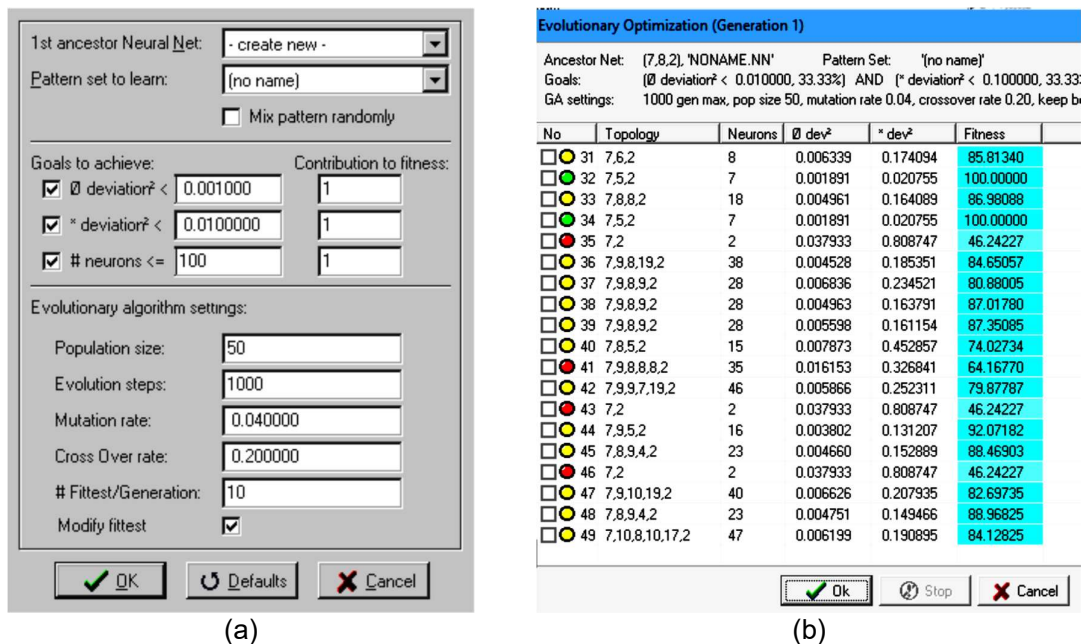 1st ancestor Neural Net: - create new -
Pattern set to learn: (no name)
Mix pattern randomly
Goals to achieve: Contribution to fitness:
Ø deviation² < 0.001000 1
* deviation² < 0.0100000 1
# neurons <= 100 1
Evolutionary algorithm settings:
Population size: 50
Evolution steps: 1000
Mutation rate: 0.040000
Cross Over rate: 0.200000
# Fittest/Generation: 10
Modify fittest
OK Defaults Cancel
(a)
Evolutionary Optimization (Generation 1)
Ancestor Net: (7,8,2), 'NONAME.NN' Pattern Set: '(no name)'
Goals: (Ø deviation² < 0.010000, 33.33%) AND (* deviation² < 0.100000, 33.33
GA settings: 1000 gen max, pop size 50, mutation rate 0.04, crossover rate 0.20, keep b
No Topology Neurons Ø dev² * dev² Fitness
31 7,6,2 8 0.006339 0.174094 85.81340
32 7,5,2 7 0.001891 0.020755 100.00000
33 7,8,8,2 18 0.004961 0.164089 86.98088
34 7,5,2 7 0.001891 0.020755 100.00000
35 7,2 2 0.037933 0.808747 46.24227
36 7,9,8,19,2 38 0.004528 0.185351 84.65057
37 7,9,8,9,2 28 0.006836 0.234521 80.88005
38 7,9,8,9,2 28 0.004963 0.163791 87.01780
39 7,9,8,9,2 28 0.005598 0.161154 87.35085
40 7,8,5,2 15 0.007873 0.452857 74.02734
41 7,9,8,8,8,2 35 0.016153 0.326841 64.16770
42 7,9,9,7,19,2 46 0.005866 0.252311 79.87787
43 7,2 2 0.037933 0.808747 46.24227
44 7,9,5,2 16 0.003802 0.131207 92.07182
45 7,8,9,4,2 23 0.004660 0.152889 88.46903
46 7,2 2 0.037933 0.808747 46.24227
47 7,9,10,19,2 40 0.006626 0.207935 82.69735
48 7,8,9,4,2 23 0.004751 0.149466 88.96825
49 7,10,8,10,17,2 47 0.006199 0.190895 84.12825
Ok Stop Cancel
(b)